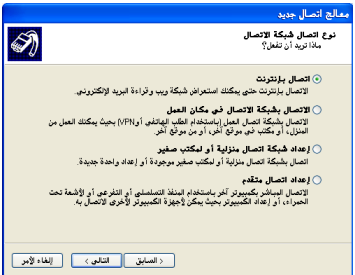 معالج اتصال جديد
نوع اتصال شبكة الاتصال
ماذا تريد أن تفعل؟
اتصال بإنترنت
الاتصال بإنترنت حتى يمكنك استعراض شبكة ويب وقراءة البريد الإلكتروني.
الاتصال بشبكة الاتصال في مكان العمل
الاتصال بشبكة اتصال العمل (باستخدام الطلب الهاتفي أو VPN) بحيث يمكنك العمل من
المنزل، أو مكتب في موقع آخر، أو من موقع آخر.
إعداد شبكة اتصال منزلية أو لمكتب صغير
اتصال بشبكة اتصال منزلية أو لمكتب صغير موجودة أو إعداد واحدة جديدة.
إعداد اتصال متقدم
الاتصال المباشر بكمبيوتر آخر باستخدام المنفذ التسلسلي أو التفرعي أو الأشعة تحت
الحمراء، أو إعداد الكمبيوتر بحيث يمكن لأجهزة الكمبيوتر الأخرى الاتصال به.
< السابق
التالي >
إلغاء الأمر